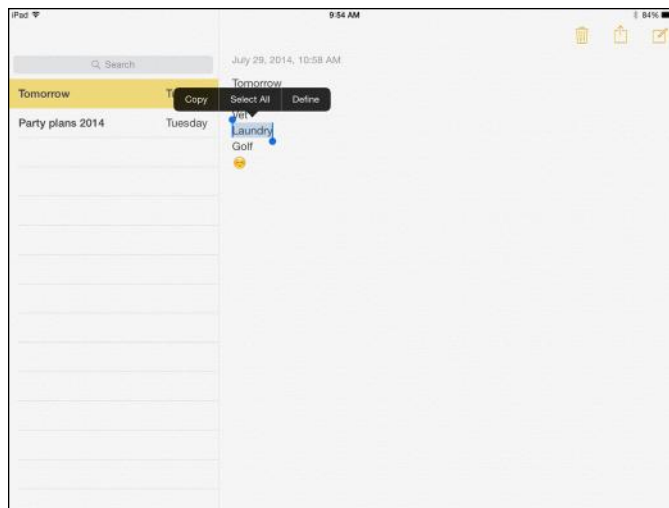 iPad
9:54 AM
84%
Search
July 29, 2014, 10:58 AM
Tomorrow
Tomorrow
Copy Select All Define
Vet
Party plans 2014 Tuesday
Laundry
Golf